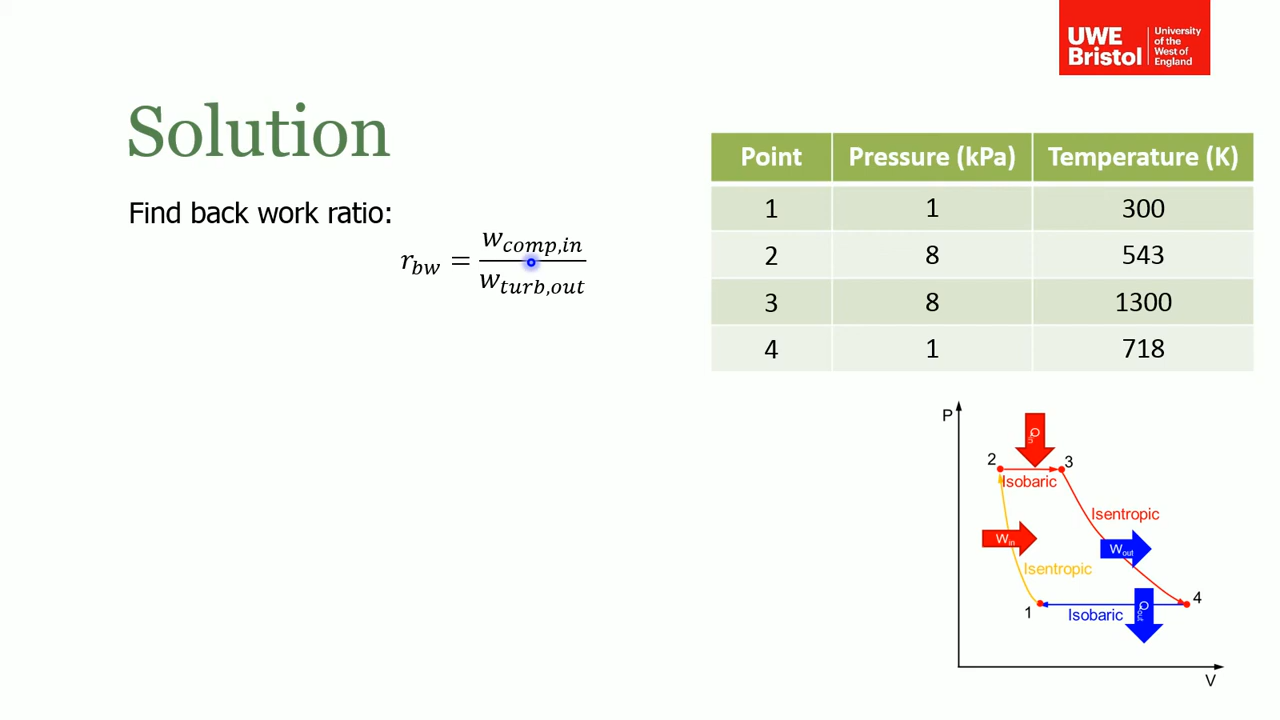 UWE Bristol
University of the West of England
Solution
Find back work ratio:
r_bw = w_comp,in / w_turb,out
Point Pressure (kPa) Temperature (K)
1 1 300
2 8 543
3 8 1300
4 1 718
P
Q_in
2 3
Isobaric
Isentropic
W_in
W_out
Isentropic
1 4
Isobaric
Q_out
V